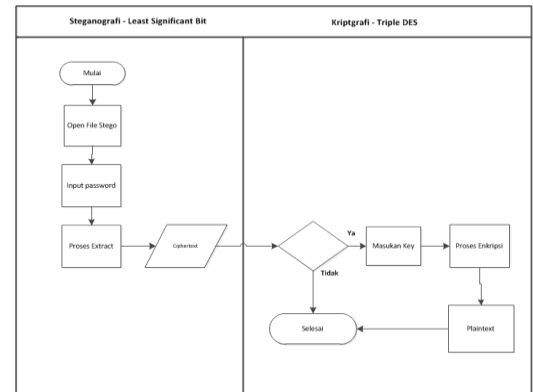 Steganografi - Least Significant Bit
Kriptgrafi - Triple DES
Mulai
Open File Stego
Input password
Proses Extract
Ciphertext
Ya
Masukan Key
Proses Enkripsi
Tidak
Selesai
Plaintext